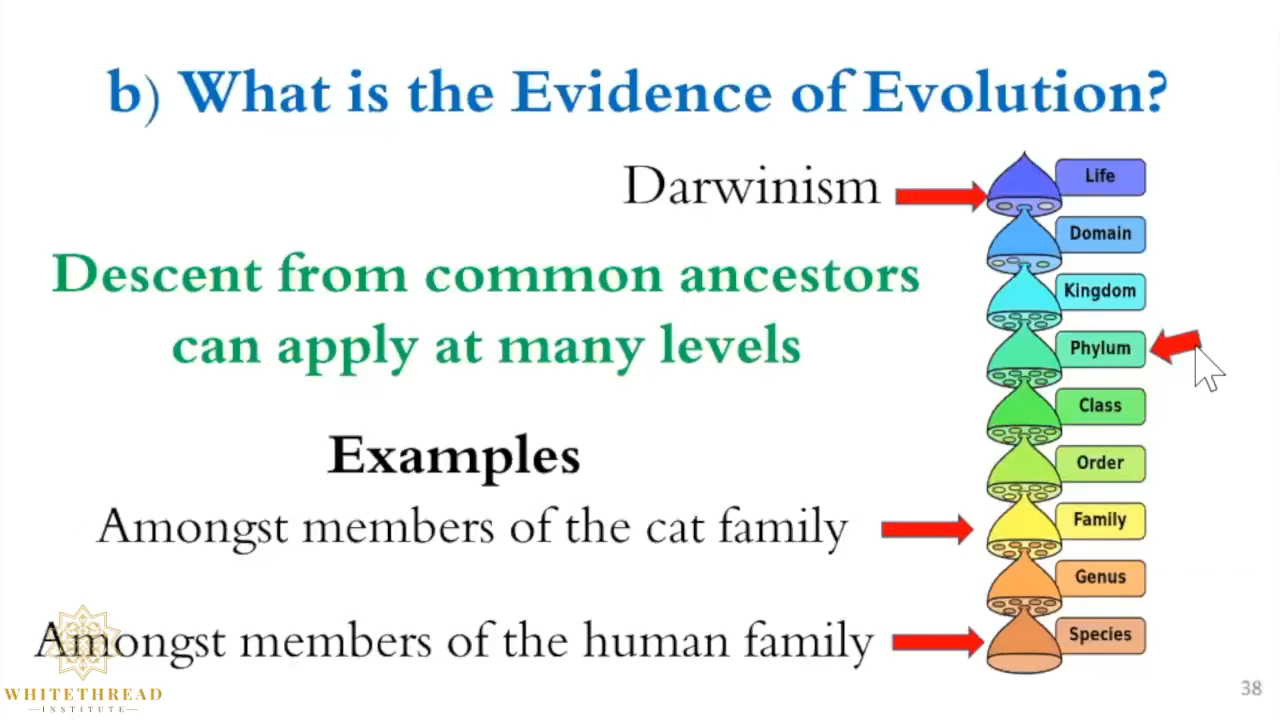 b) What is the Evidence of Evolution?
Darwinism
Descent from common ancestors
can apply at many levels
Examples
Amongst members of the cat family
Amongst members of the human family
Life
Domain
Kingdom
Phylum
Class
Order
Family
Genus
Species
WHITETHREAD
INSTITUTE
38